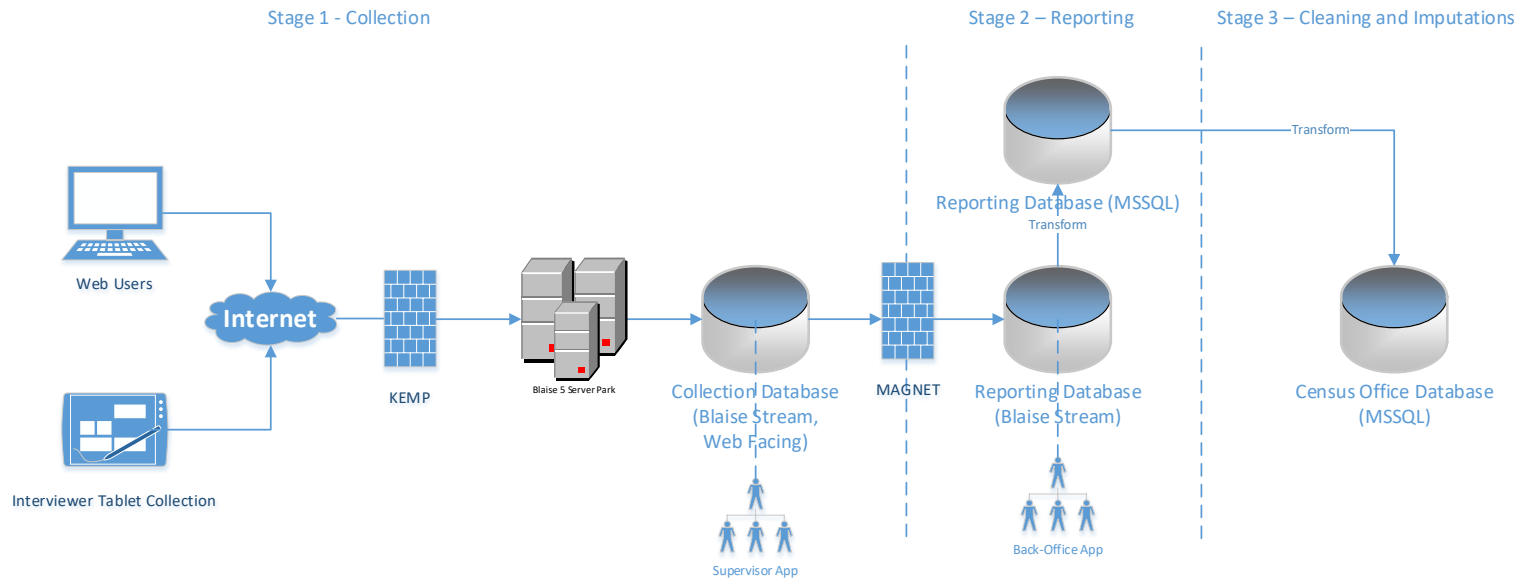 Stage 1 - Collection
Stage 2 – Reporting
Stage 3 – Cleaning and Imputations
Transform
Reporting Database (MSSQL)
Transform
Web Users
Internet
KEMP
Blaise 5 Server Park
Collection Database
(Blaise Stream,
Web Facing)
MAGNET
Reporting Database
(Blaise Stream)
Census Office Database
(MSSQL)
Interviewer Tablet Collection
Supervisor App
Back-Office App